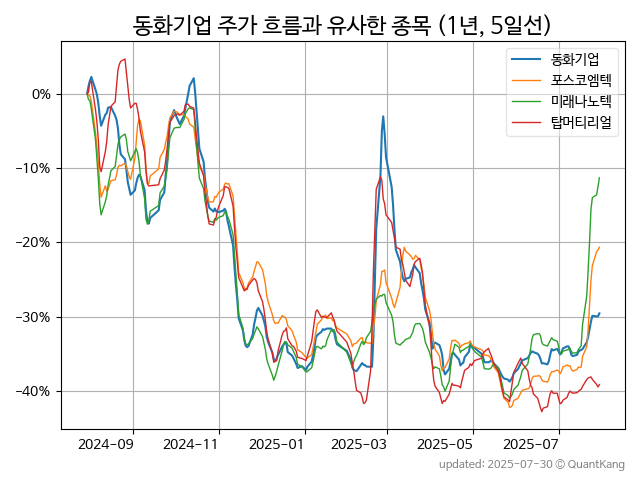 동화기업 주가 흐름과 유사한 종목 (1년, 5일선)
동화기업
포스코엠텍
미래나노텍
탑머티리얼
0%
−10%
−20%
−30%
−40%
2024-09 2024-11 2025-01 2025-03 2025-05 2025-07
updated: 2025-07-30 © QuantKang